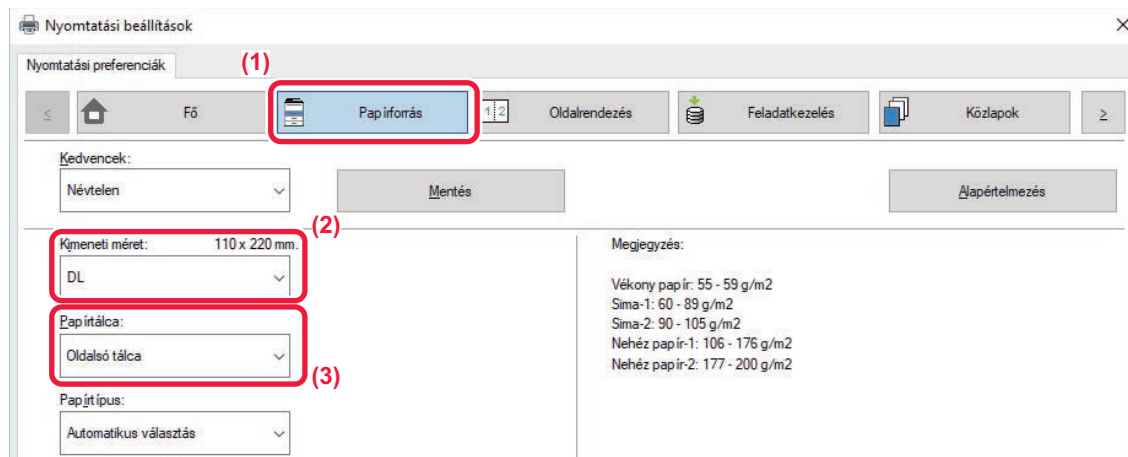 Nyomtatási beállítások
Nyomtatási preferenciák
(1)
< Fő Papírforrás 1 2 Oldalrendezés Feladatkezelés Közlapok >
Kedvencek:
Névtelen Mentés Alapértelmezés
(2)
Kimeneti méret: 110 x 220 mm. Megjegyzés:
DL
Vékony papír: 55 - 59 g/m2
Sima-1: 60 - 89 g/m2
Papírtálca: Sima-2: 90 - 105 g/m2
Nehéz papír-1: 106 - 176 g/m2
Oldalsó tálca Nehéz papír-2: 177 - 200 g/m2
(3)
Papírtípus:
Automatikus választás